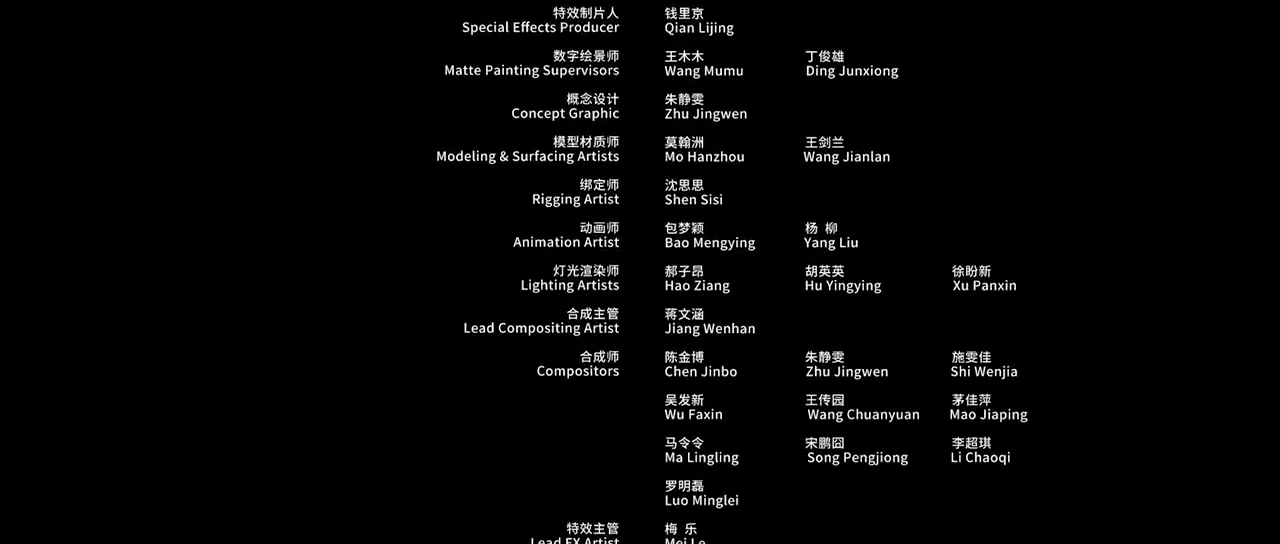 特效制片人 钱里京
Special Effects Producer Qian Lijing
数字绘景师 王木木 丁俊雄
Matte Painting Supervisors Wang Mumu Ding Junxiong
概念设计 朱静雯
Concept Graphic Zhu Jingwen
模型材质师 莫翰洲 王剑兰
Modeling & Surfacing Artists Mo Hanzhou Wang Jianlan
绑定师 沈思思
Rigging Artist Shen Sisi
动画师 包梦颖 杨 柳
Animation Artist Bao Mengying Yang Liu
灯光渲染师 郝子昂 胡英英 徐盼新
Lighting Artists Hao Ziang Hu Yingying Xu Panxin
合成主管 蒋文涵
Lead Compositing Artist Jiang Wenhan
合成师 陈金博 朱静雯 施雯佳
Compositors Chen Jinbo Zhu Jingwen Shi Wenjia
吴发新 王传园 茅佳萍
Wu Faxin Wang Chuanyuan Mao Jiaping
马令令 宋鹏囧 李超琪
Ma Lingling Song Pengjiong Li Chaoqi
罗明磊
Luo Minglei
特效主管 梅 乐
Lead FX Artist Mei Le